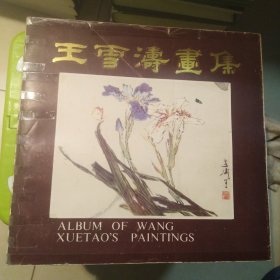 王雪濤畫集
ALBUM OF WANG
XUETAO'S PAINTINGS